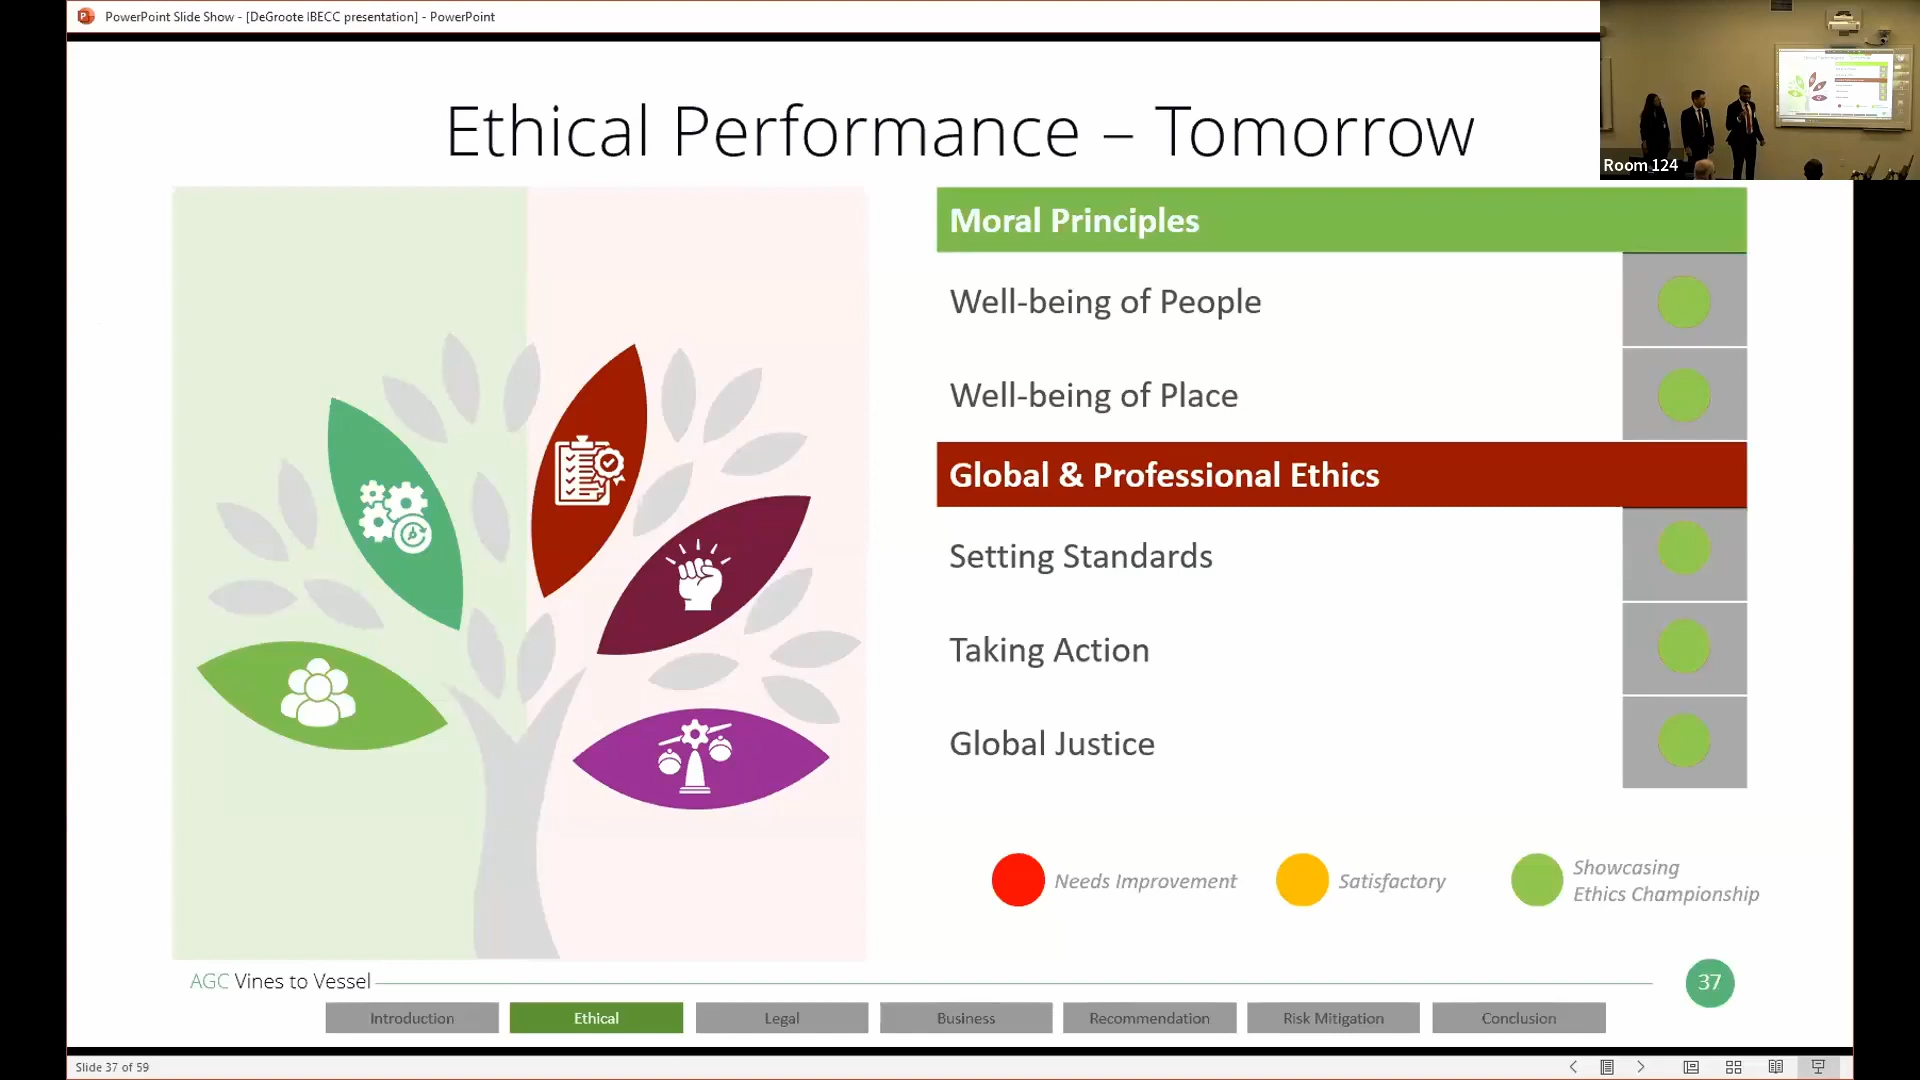 PowerPoint Slide Show - [DeGroote IBECC presentation] - PowerPoint
Room 124
Ethical Performance – Tomorrow
Moral Principles
Well-being of People
Well-being of Place
Global & Professional Ethics
Setting Standards
Taking Action
Global Justice
Needs Improvement
Satisfactory
Showcasing
Ethics Championship
AGC Vines to Vessel
37
Introduction
Ethical
Legal
Business
Recommendation
Risk Mitigation
Conclusion
Slide 37 of 59